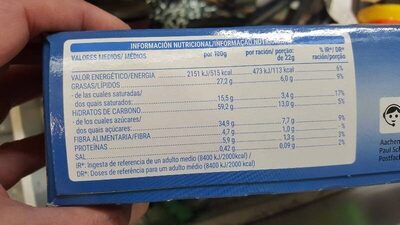 INFORMACIÓN NUTRICIONAL/INFORMAÇÃO
VALORES MEDIOS/ MÉDIOS por 100g por ración/ porção: de 22g % IR*/ DR* ración/porção
VALOR ENERGÉTICO/ENERGIA 2151 kJ/515 kcal 473 kJ/113 kcal 6%
GRASAS/LÍPIDOS 27,2 g 6,0 g 9%
- de las cuales saturadas/
dos quais saturados: 15,5 g 3,4 g 17%
HIDRATOS DE CARBONO 59,2 g 13,0 g 5%
- de los cuales azúcares/
dos quais açúcares: 34,9 g 7,7 g 9%
FIBRA ALIMENTARIA/FIBRA 4,7 g 1,0 g -
PROTEÍNAS 5,9 g 1,3 g 3%
SAL 0,42 g 0,09 g 2%
IR*: Ingesta de referencia de un adulto medio (8400 kJ/2000kcal) /
DR*: Doses de referência para um adulto médio (8400 kJ/2000 kcal)
Aachen
Paul Sch
Postfach